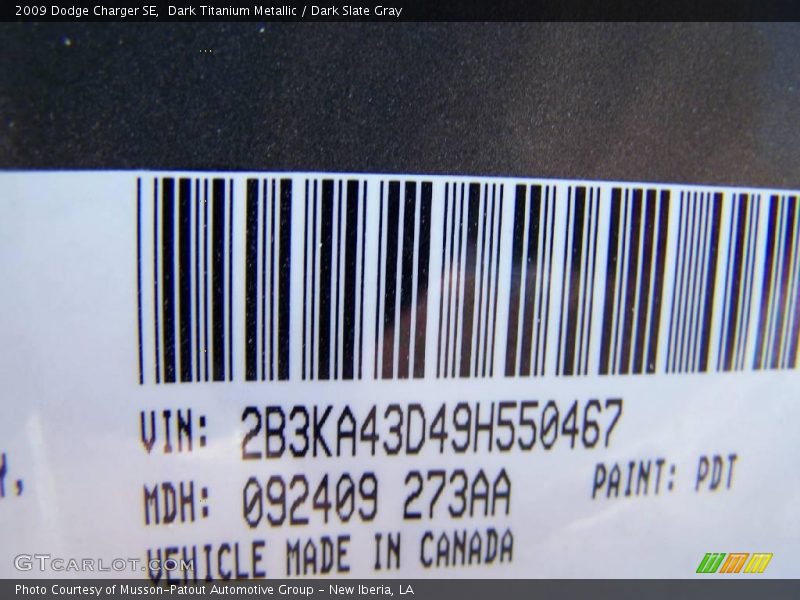 2009 Dodge Charger SE,  Dark Titanium Metallic / Dark Slate Gray
VIN: 2B3KA43D49H550467
Y,
MDH: 092409 273AA PAINT: PDT
VEHICLE MADE IN CANADA
GTCARLOT.COM
Photo Courtesy of Musson-Patout Automotive Group - New Iberia, LA